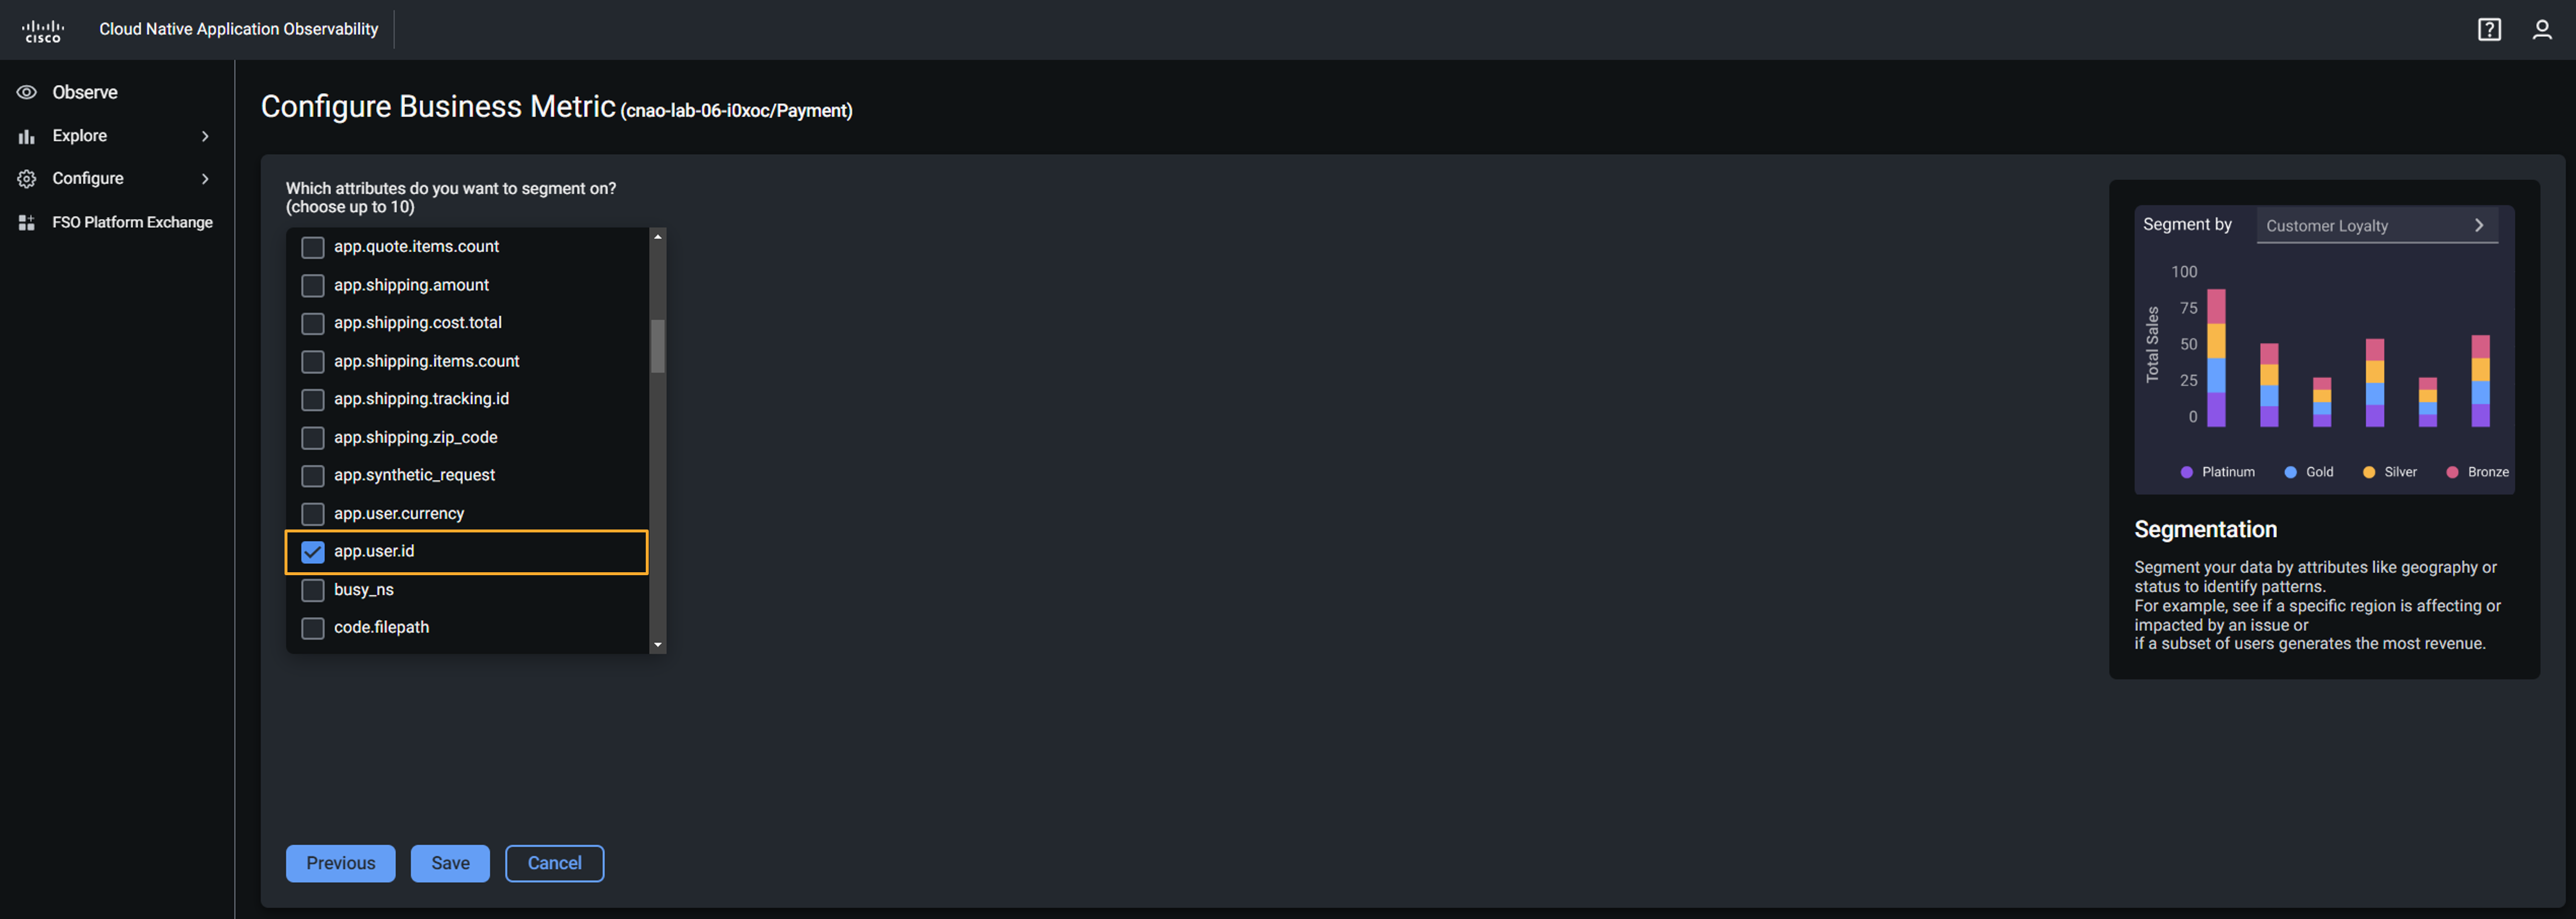 cisco
Cloud Native Application Observability
?
Observe
Explore
Configure
FSO Platform Exchange
Configure Business Metric (cnao-lab-06-i0xoc/Payment)
Which attributes do you want to segment on?
(choose up to 10)
app.quote.items.count
app.shipping.amount
app.shipping.cost.total
app.shipping.items.count
app.shipping.tracking.id
app.shipping.zip_code
app.synthetic_request
app.user.currency
app.user.id
busy_ns
code.filepath
Previous
Save
Cancel
Segment by
Customer Loyalty
Total Sales
100
75
50
25
0
Platinum
Gold
Silver
Bronze
Segmentation
Segment your data by attributes like geography or
status to identify patterns.
For example, see if a specific region is affecting or
impacted by an issue or
if a subset of users generates the most revenue.